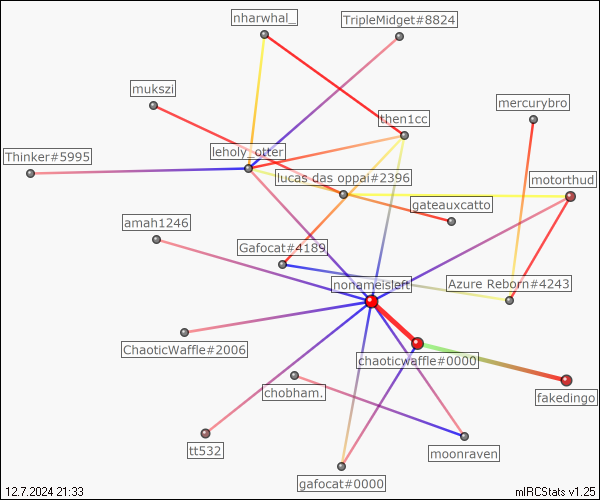 nharwhal_
TripleMidget#8824
mukszi
mercurybro
then1cc
Thinker#5995
leholy_otter
lucas das oppai#2396
motorthud
gateauxcatto
amah1246
Gafocat#4189
nonameisleft
Azure Reborn#4243
ChaoticWaffle#2006
chaoticwaffle#0000
chobham.
fakedingo
tt532
moonraven
gafocat#0000
12.7.2024 21:33
mIRCStats v1.25